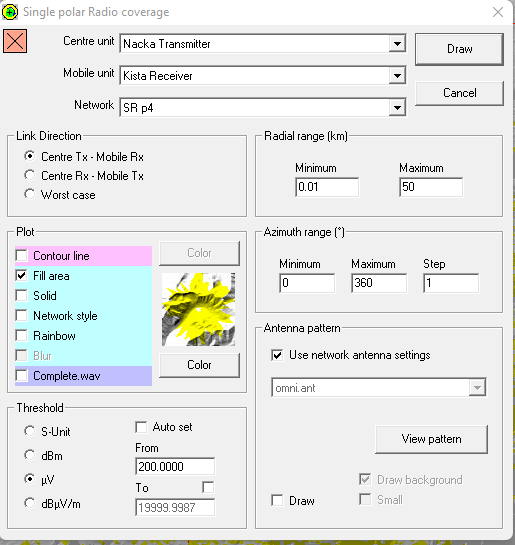 Single polar Radio coverage
Centre unit Nacka Transmitter Draw
Mobile unit Kista Receiver Cancel
Network SR p4
Link Direction
Centre Tx - Mobile Rx
Centre Rx - Mobile Tx
Worst case
Radial range (km)
Minimum Maximum
0.01 50
Plot
Contour line Color
Fill area
Solid
Network style
Rainbow
Blur Color
Complete.wav
Azimuth range (°)
Minimum Maximum Step
0 360 1
Antenna pattern
Use network antenna settings
omni.ant
View pattern
Draw background
Draw Small
Threshold
S-Unit Auto set
dBm From
200.0000
µV To
dBµV/m 19999.9987